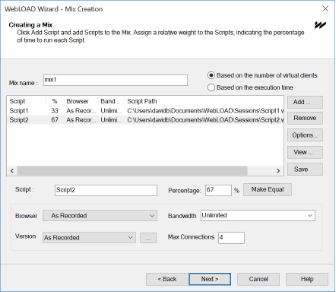 WebLOAD Wizard - Mix Creation
Creating a Mix
Click Add Script and add Scripts to the Mix. Assign a relative weight to the Scripts, indicating the percentage
of time to run each Script.
Mix name :
mix1
Based on the number of virtual clients
Based on the execution time
Script % Browser Band... Script Path
Script1 33 As Recor... Unlimi... C:\Users\davidb\Documents\WebLOAD\Sessions\Script1.w
Script2 67 As Recor... Unlimi... C:\Users\davidb\Documents\WebLOAD\Sessions\Script2.w
Add ...
Remove
Options...
View ...
Save
Script : Script2 Percentage: 67 % Make Equal
Browser As Recorded Bandwidth Unlimited
Version As Recorded ... Max Connections 4
< Back Next > Cancel Help